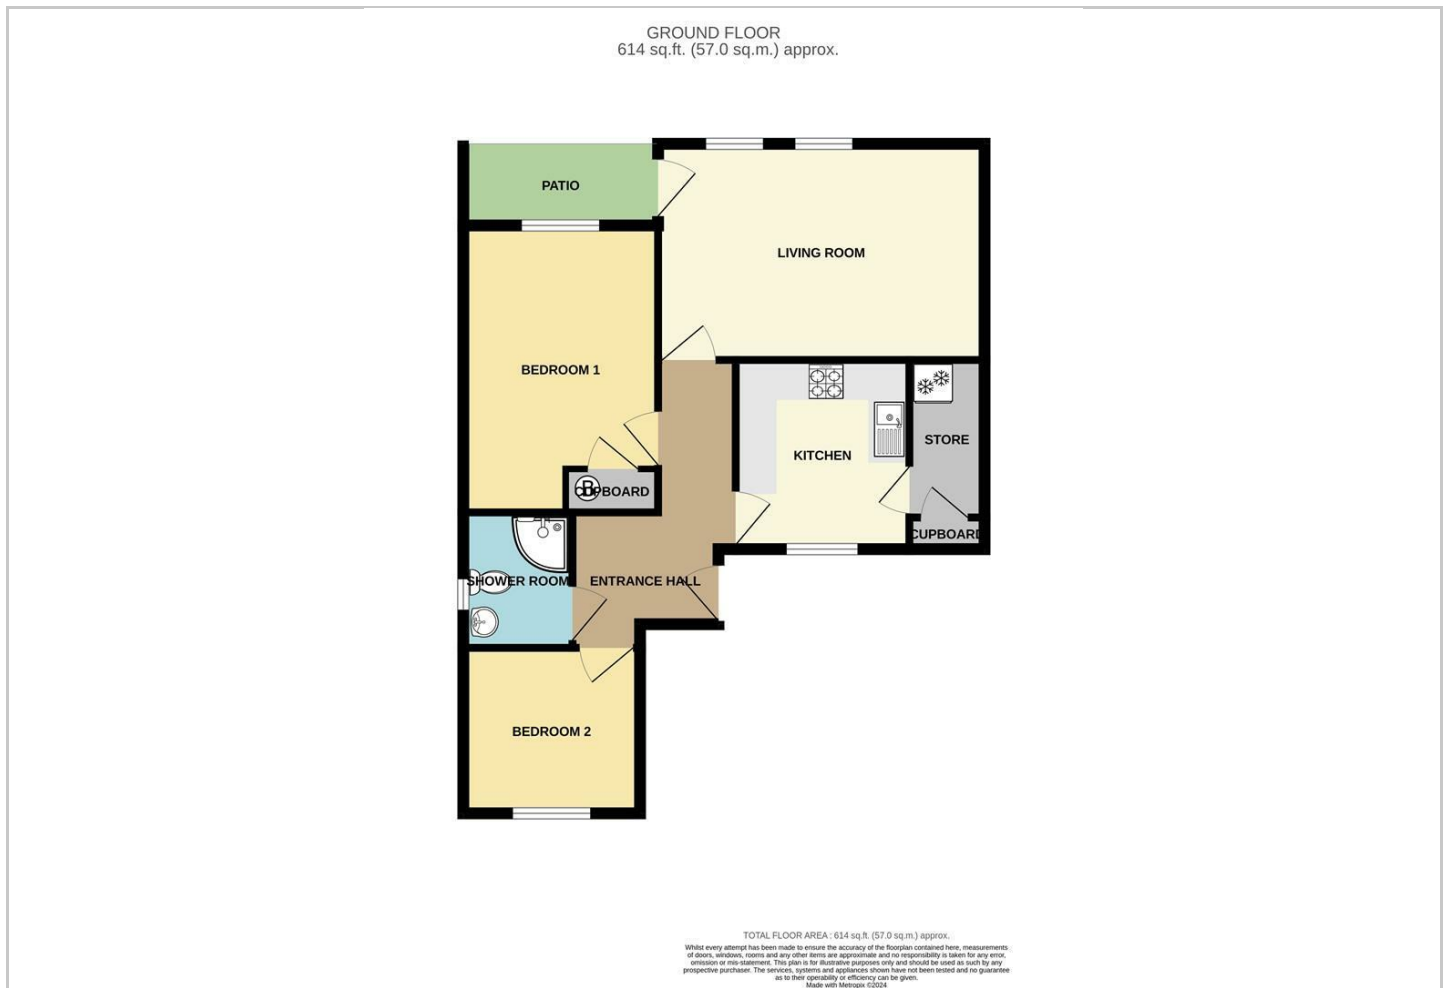 GROUND FLOOR
614 sq.ft. (57.0 sq.m.) approx.
PATIO
LIVING ROOM
BEDROOM 1
STORE
KITCHEN
B
CUPBOARD
CUPBOARD
SHOWER ROOM
ENTRANCE HALL
BEDROOM 2
TOTAL FLOOR AREA : 614 sq.ft. (57.0 sq.m.) approx.
Whilst every attempt has been made to ensure the accuracy of the floorplan contained here, measurements
of doors, windows, rooms and any other items are approximate and no responsibility is taken for any error,
omission or mis-statement. This plan is for illustrative purposes only and should be used as such by any
prospective purchaser. The services, systems and appliances shown have not been tested and no guarantee
as to their operability or efficiency can be given.
Made with Metropix ©2024